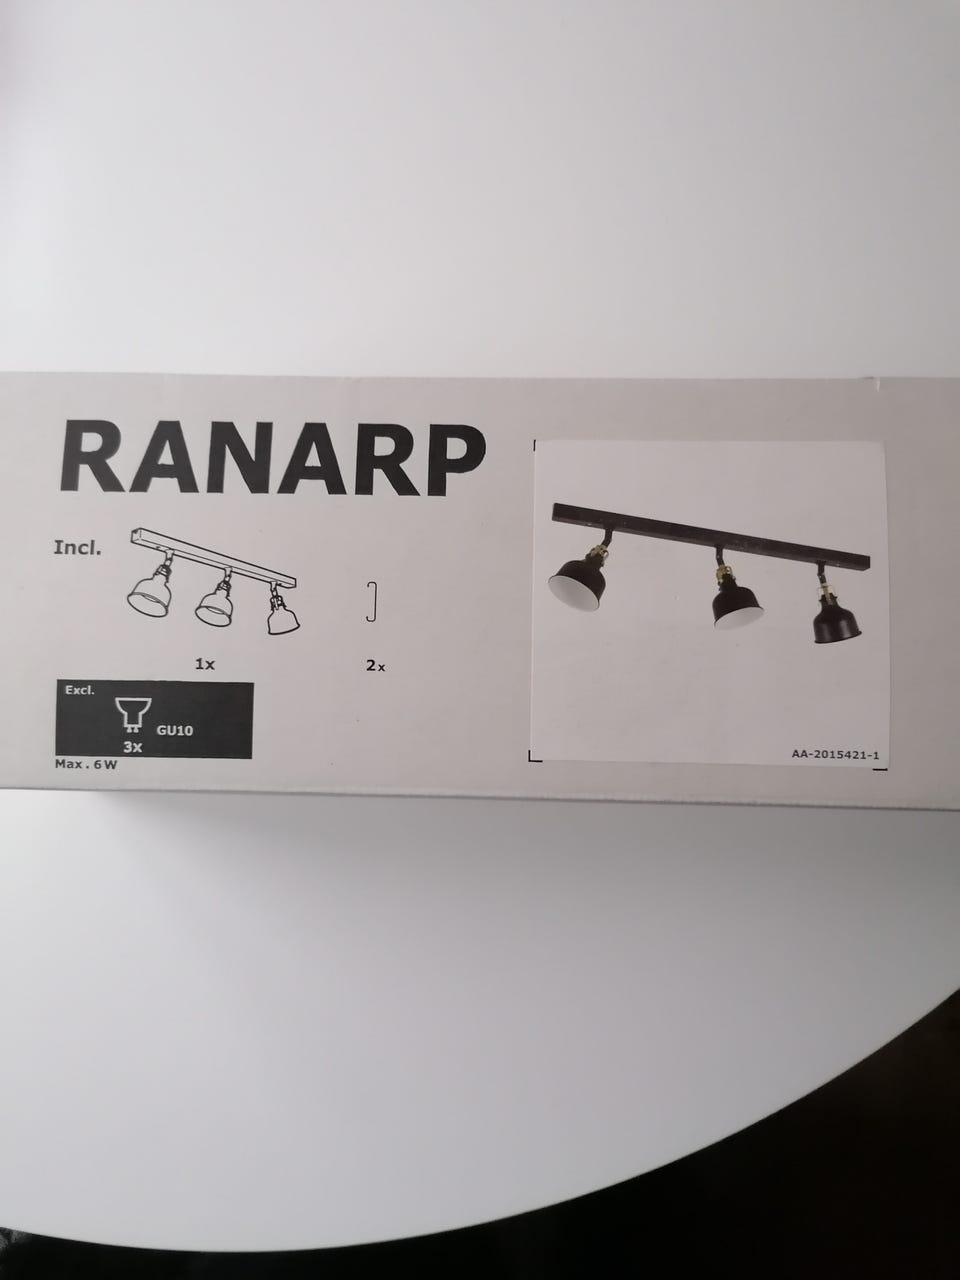 RANARP
Incl.
1x
2x
Excl.
GU10
3x
Max. 6W
AA-2015421-1